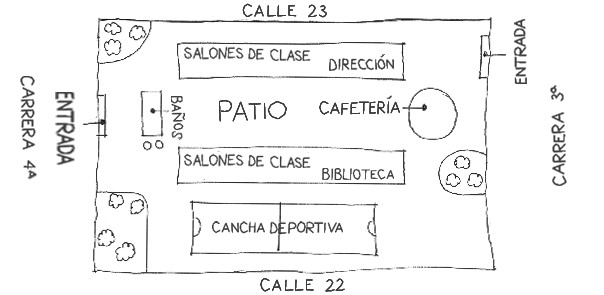 CALLE 23
SALONES DE CLASE
DIRECCIÓN
ENTRADA
CARRERA 4ª
ENTRADA
BAÑOS
PATIO
CAFETERÍA
CARRERA 3ª
SALONES DE CLASE
BIBLIOTECA
CANCHA DEPORTIVA
CALLE 22